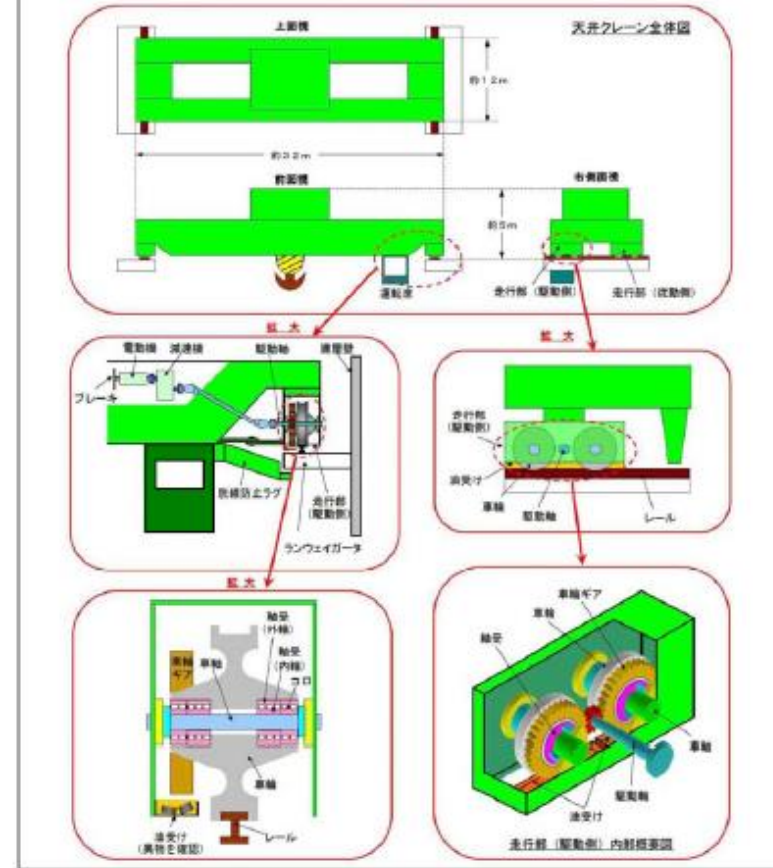 天井クレーン全体図
上面視
約12m
約32m
前面視
右側面視
約5m
運転席
走行部(駆動側)
走行部(従動側)
拡大
拡大
電動機
減速機
駆動軸
建屋壁
ブレーキ
脱線防止ラグ
走行部
(駆動側)
ランウェイガータ
走行部
(駆動側)
油受け
車輪
駆動軸
レール
拡大
軸受
(外輪)
軸受
(内輪)
コロ
車輪
ギア
車軸
車輪
油受け
(異物を確認)
レール
車輪ギア
車輪
軸受
車軸
駆動軸
油受け
走行部(駆動側)内部概要図